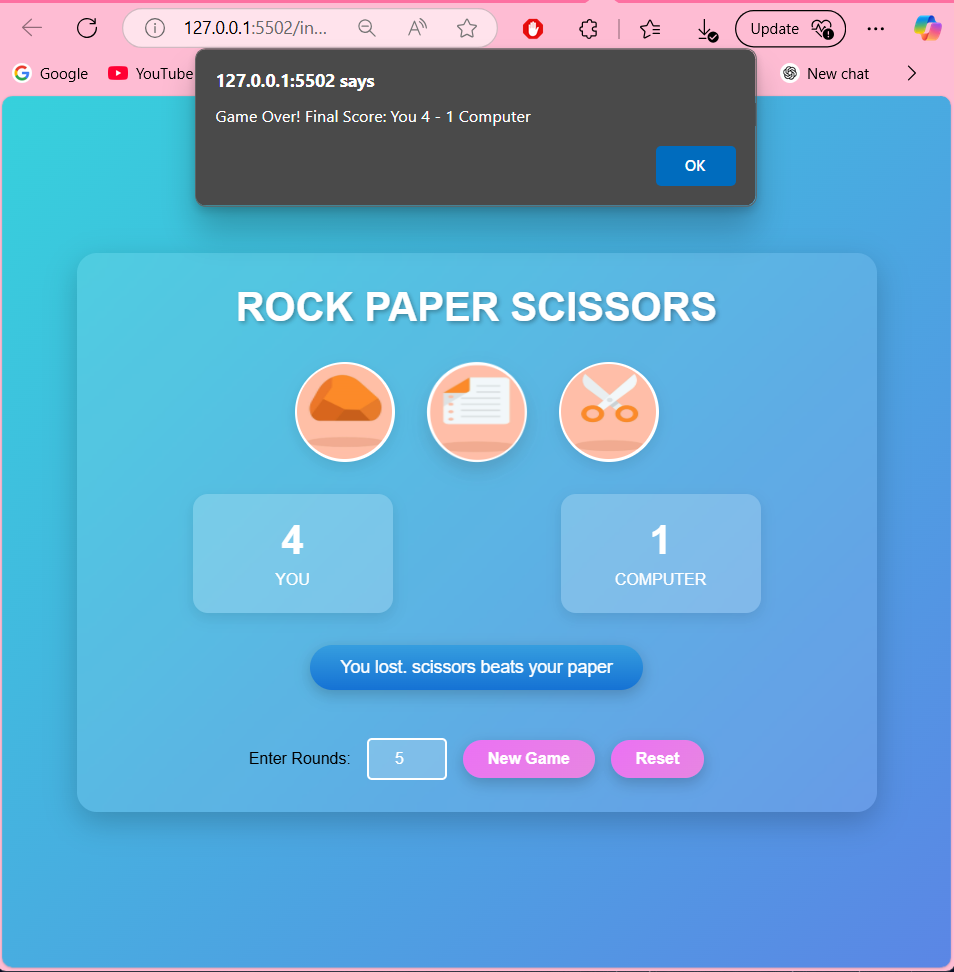 127.0.0.1:5502/in...
Update
Google
YouTube
New chat
127.0.0.1:5502 says
Game Over! Final Score: You 4 - 1 Computer
OK
ROCK PAPER SCISSORS
4
1
YOU
COMPUTER
You lost. scissors beats your paper
Enter Rounds:
5
New Game
Reset